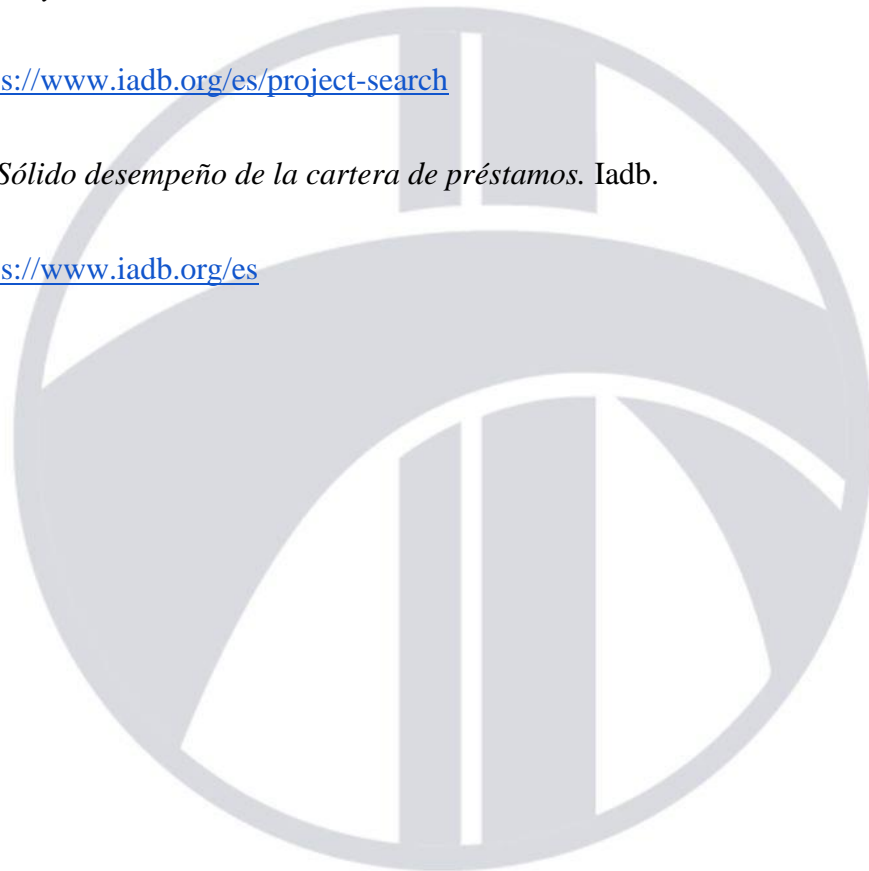 s://www.iadb.org/es/project-search
Sólido desempeño de la cartera de préstamos. Iadb.
s://www.iadb.org/es